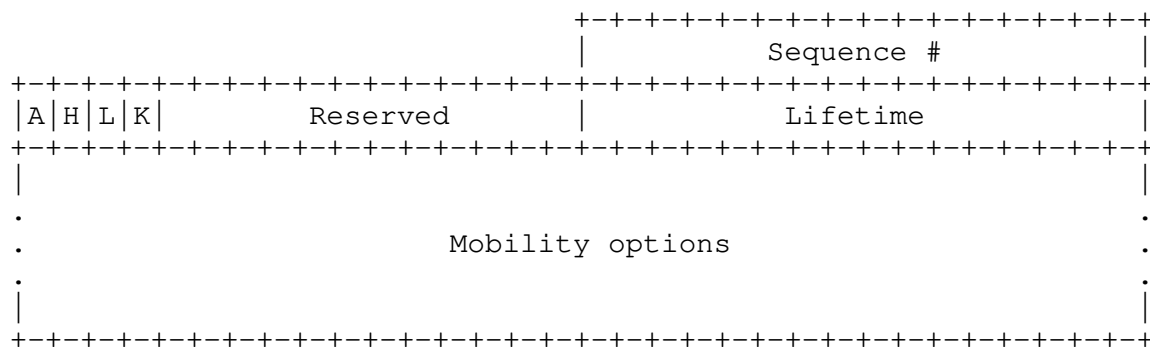 +-+-+-+-+-+-+-+-+-+-+-+-+-+-+-+-+
                                |          Sequence #           |
+-+-+-+-+-+-+-+-+-+-+-+-+-+-+-+-+-+-+-+-+-+-+-+-+-+-+-+-+-+-+-+-+
|A|H|L|K|        Reserved       |           Lifetime            |
+-+-+-+-+-+-+-+-+-+-+-+-+-+-+-+-+-+-+-+-+-+-+-+-+-+-+-+-+-+-+-+-+
|                                                               |
.                                                               .
.                        Mobility options                       .
.                                                               .
|                                                               |
+-+-+-+-+-+-+-+-+-+-+-+-+-+-+-+-+-+-+-+-+-+-+-+-+-+-+-+-+-+-+-+-+